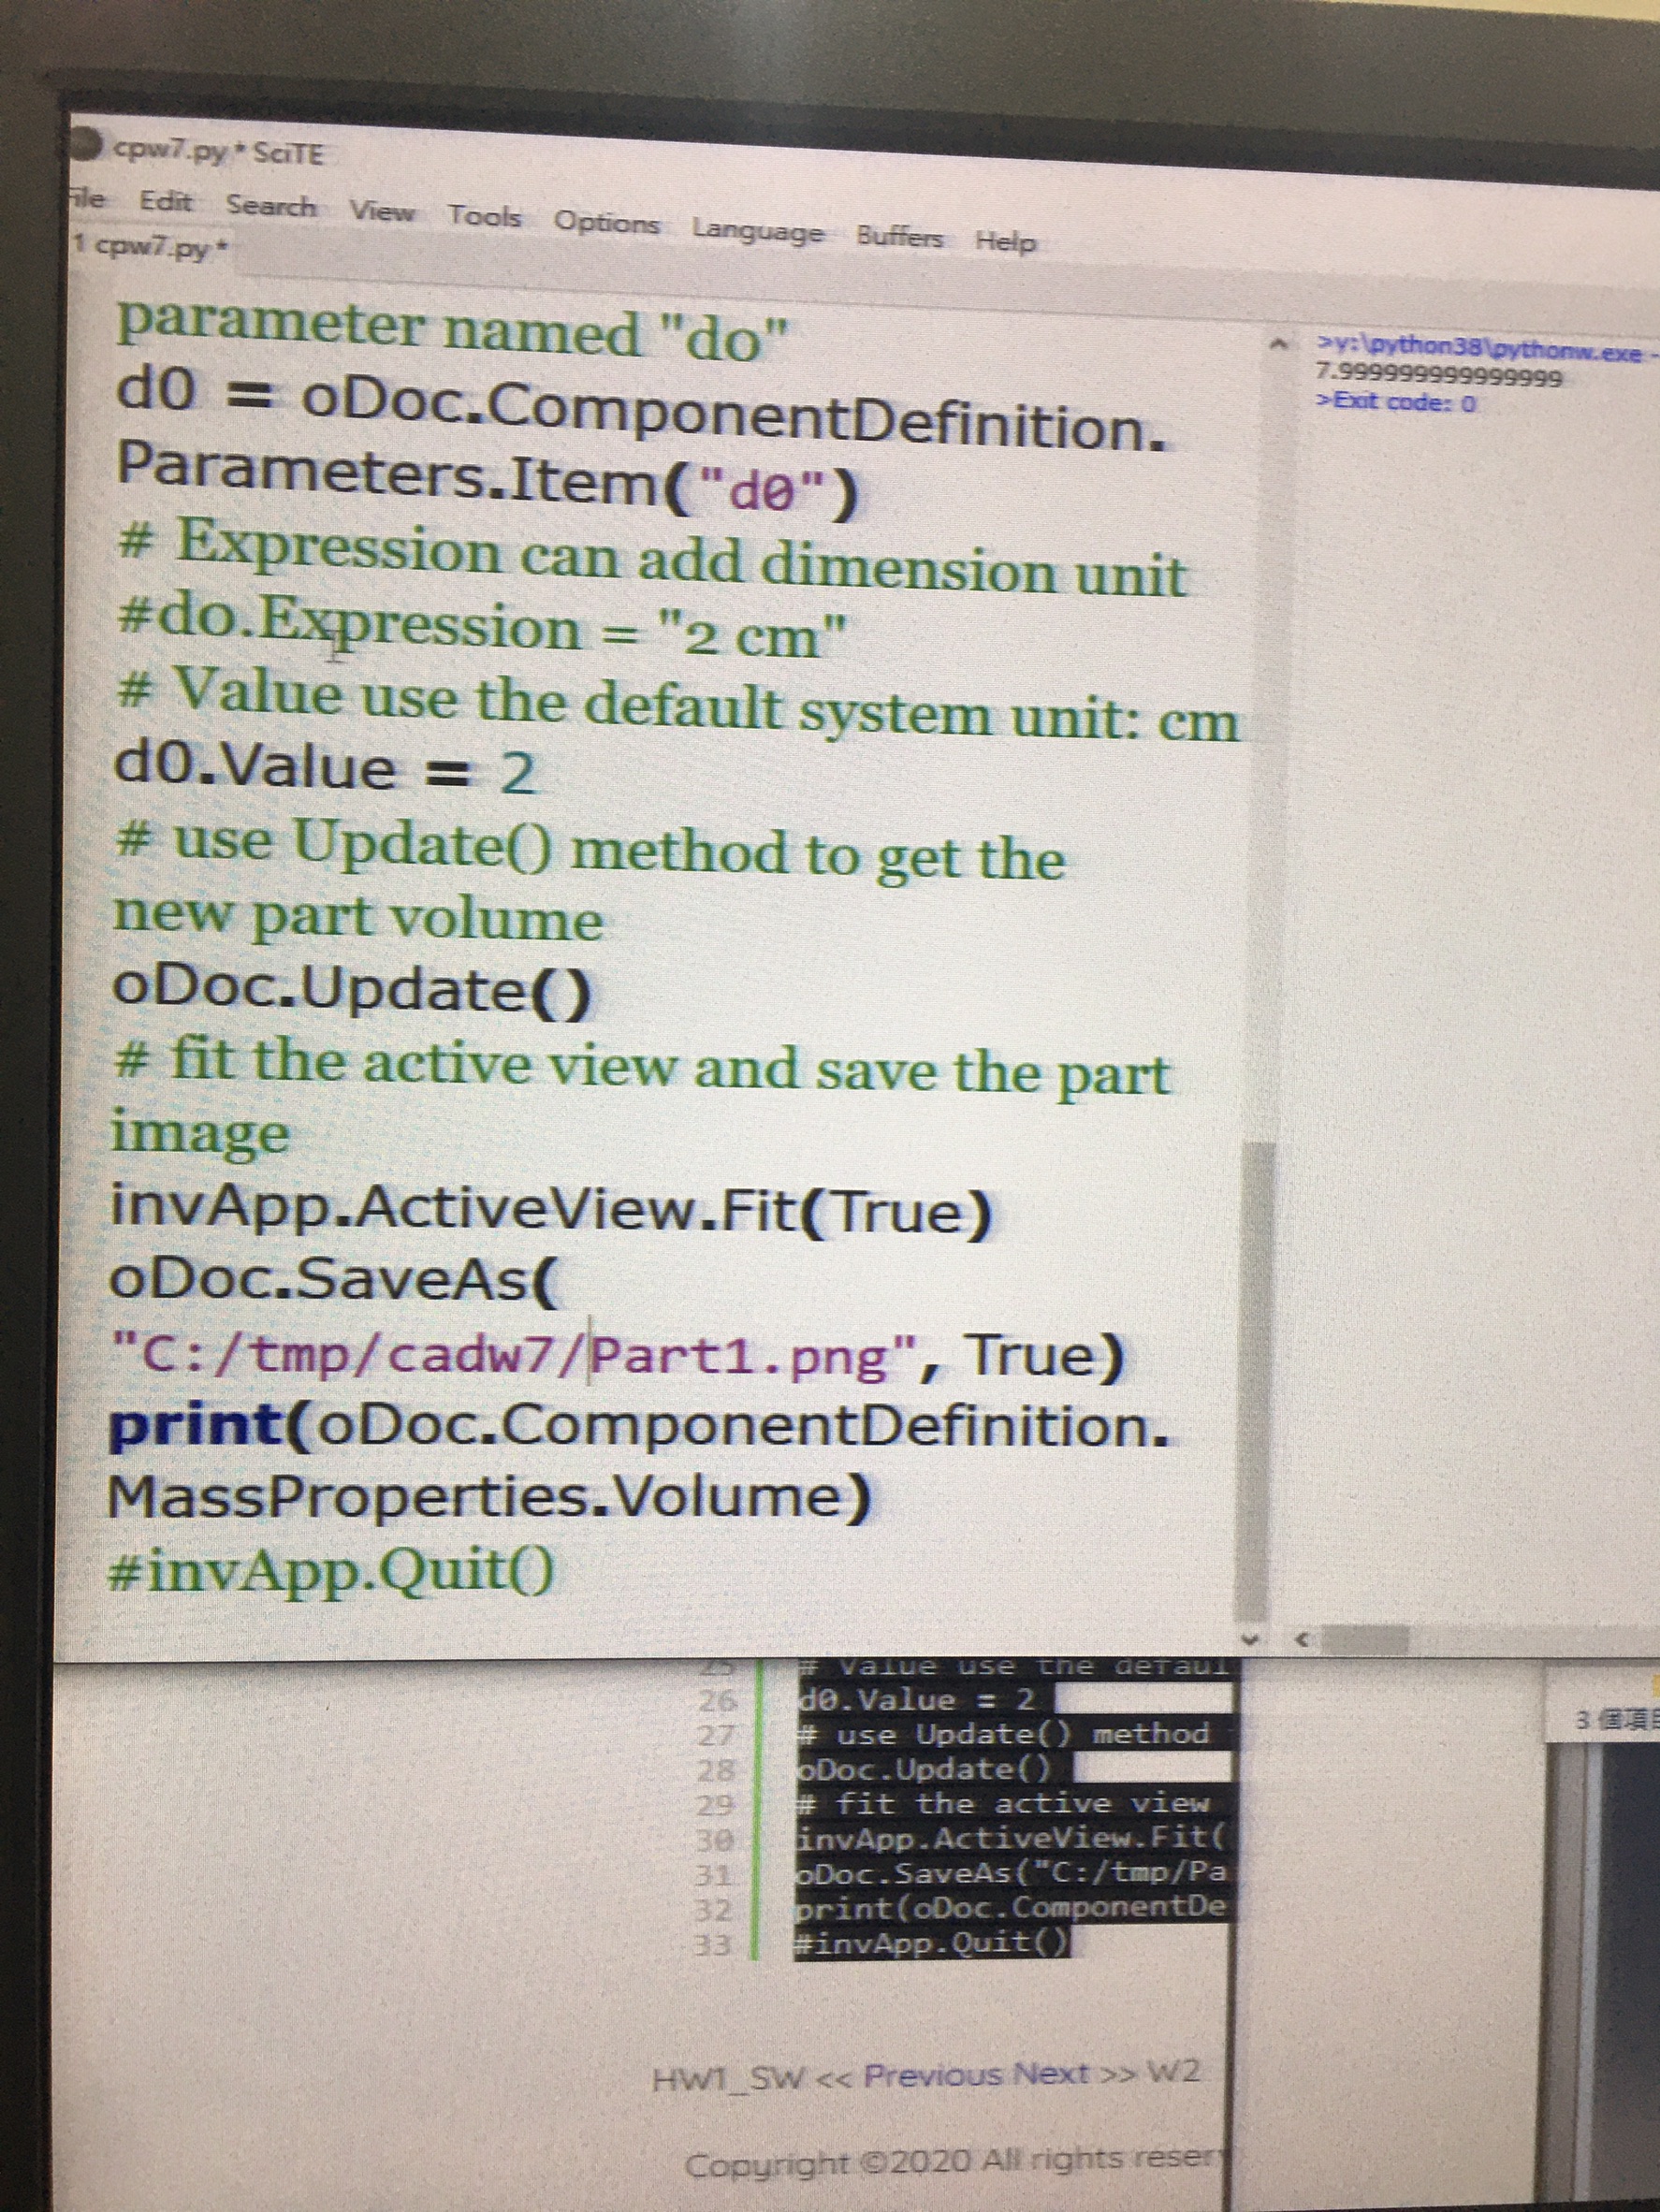 cpw7.py * SciTE
File Edit Search View Tools Options Language Buffers Help
1 cpw7.py *
parameter named "d0"
d0 = oDoc.ComponentDefinition.
Parameters.Item("d0")
# Expression can add dimension unit
#d0.Expression = "2 cm"
# Value use the default system unit: cm
d0.Value = 2
# use Update() method to get the
new part volume
oDoc.Update()
# fit the active view and save the part
image
invApp.ActiveView.Fit(True)
oDoc.SaveAs(
"C:/tmp/cadw7/Part1.png", True)
print(oDoc.ComponentDefinition.
MassProperties.Volume)
#invApp.Quit()
>y:\python38\pythonw.exe -
7.999999999999999
>Exit code: 0
25 # Value use the defaul
26 d0.Value = 2
27 # use Update() method
28 oDoc.Update()
29 # fit the active view
30 invApp.ActiveView.Fit(
31 oDoc.SaveAs("C:/tmp/Pa
32 print(oDoc.ComponentDe
33 #invApp.Quit()
3 個項目
HW1_SW << Previous Next >> W2
Copyright ©2020 All rights reser